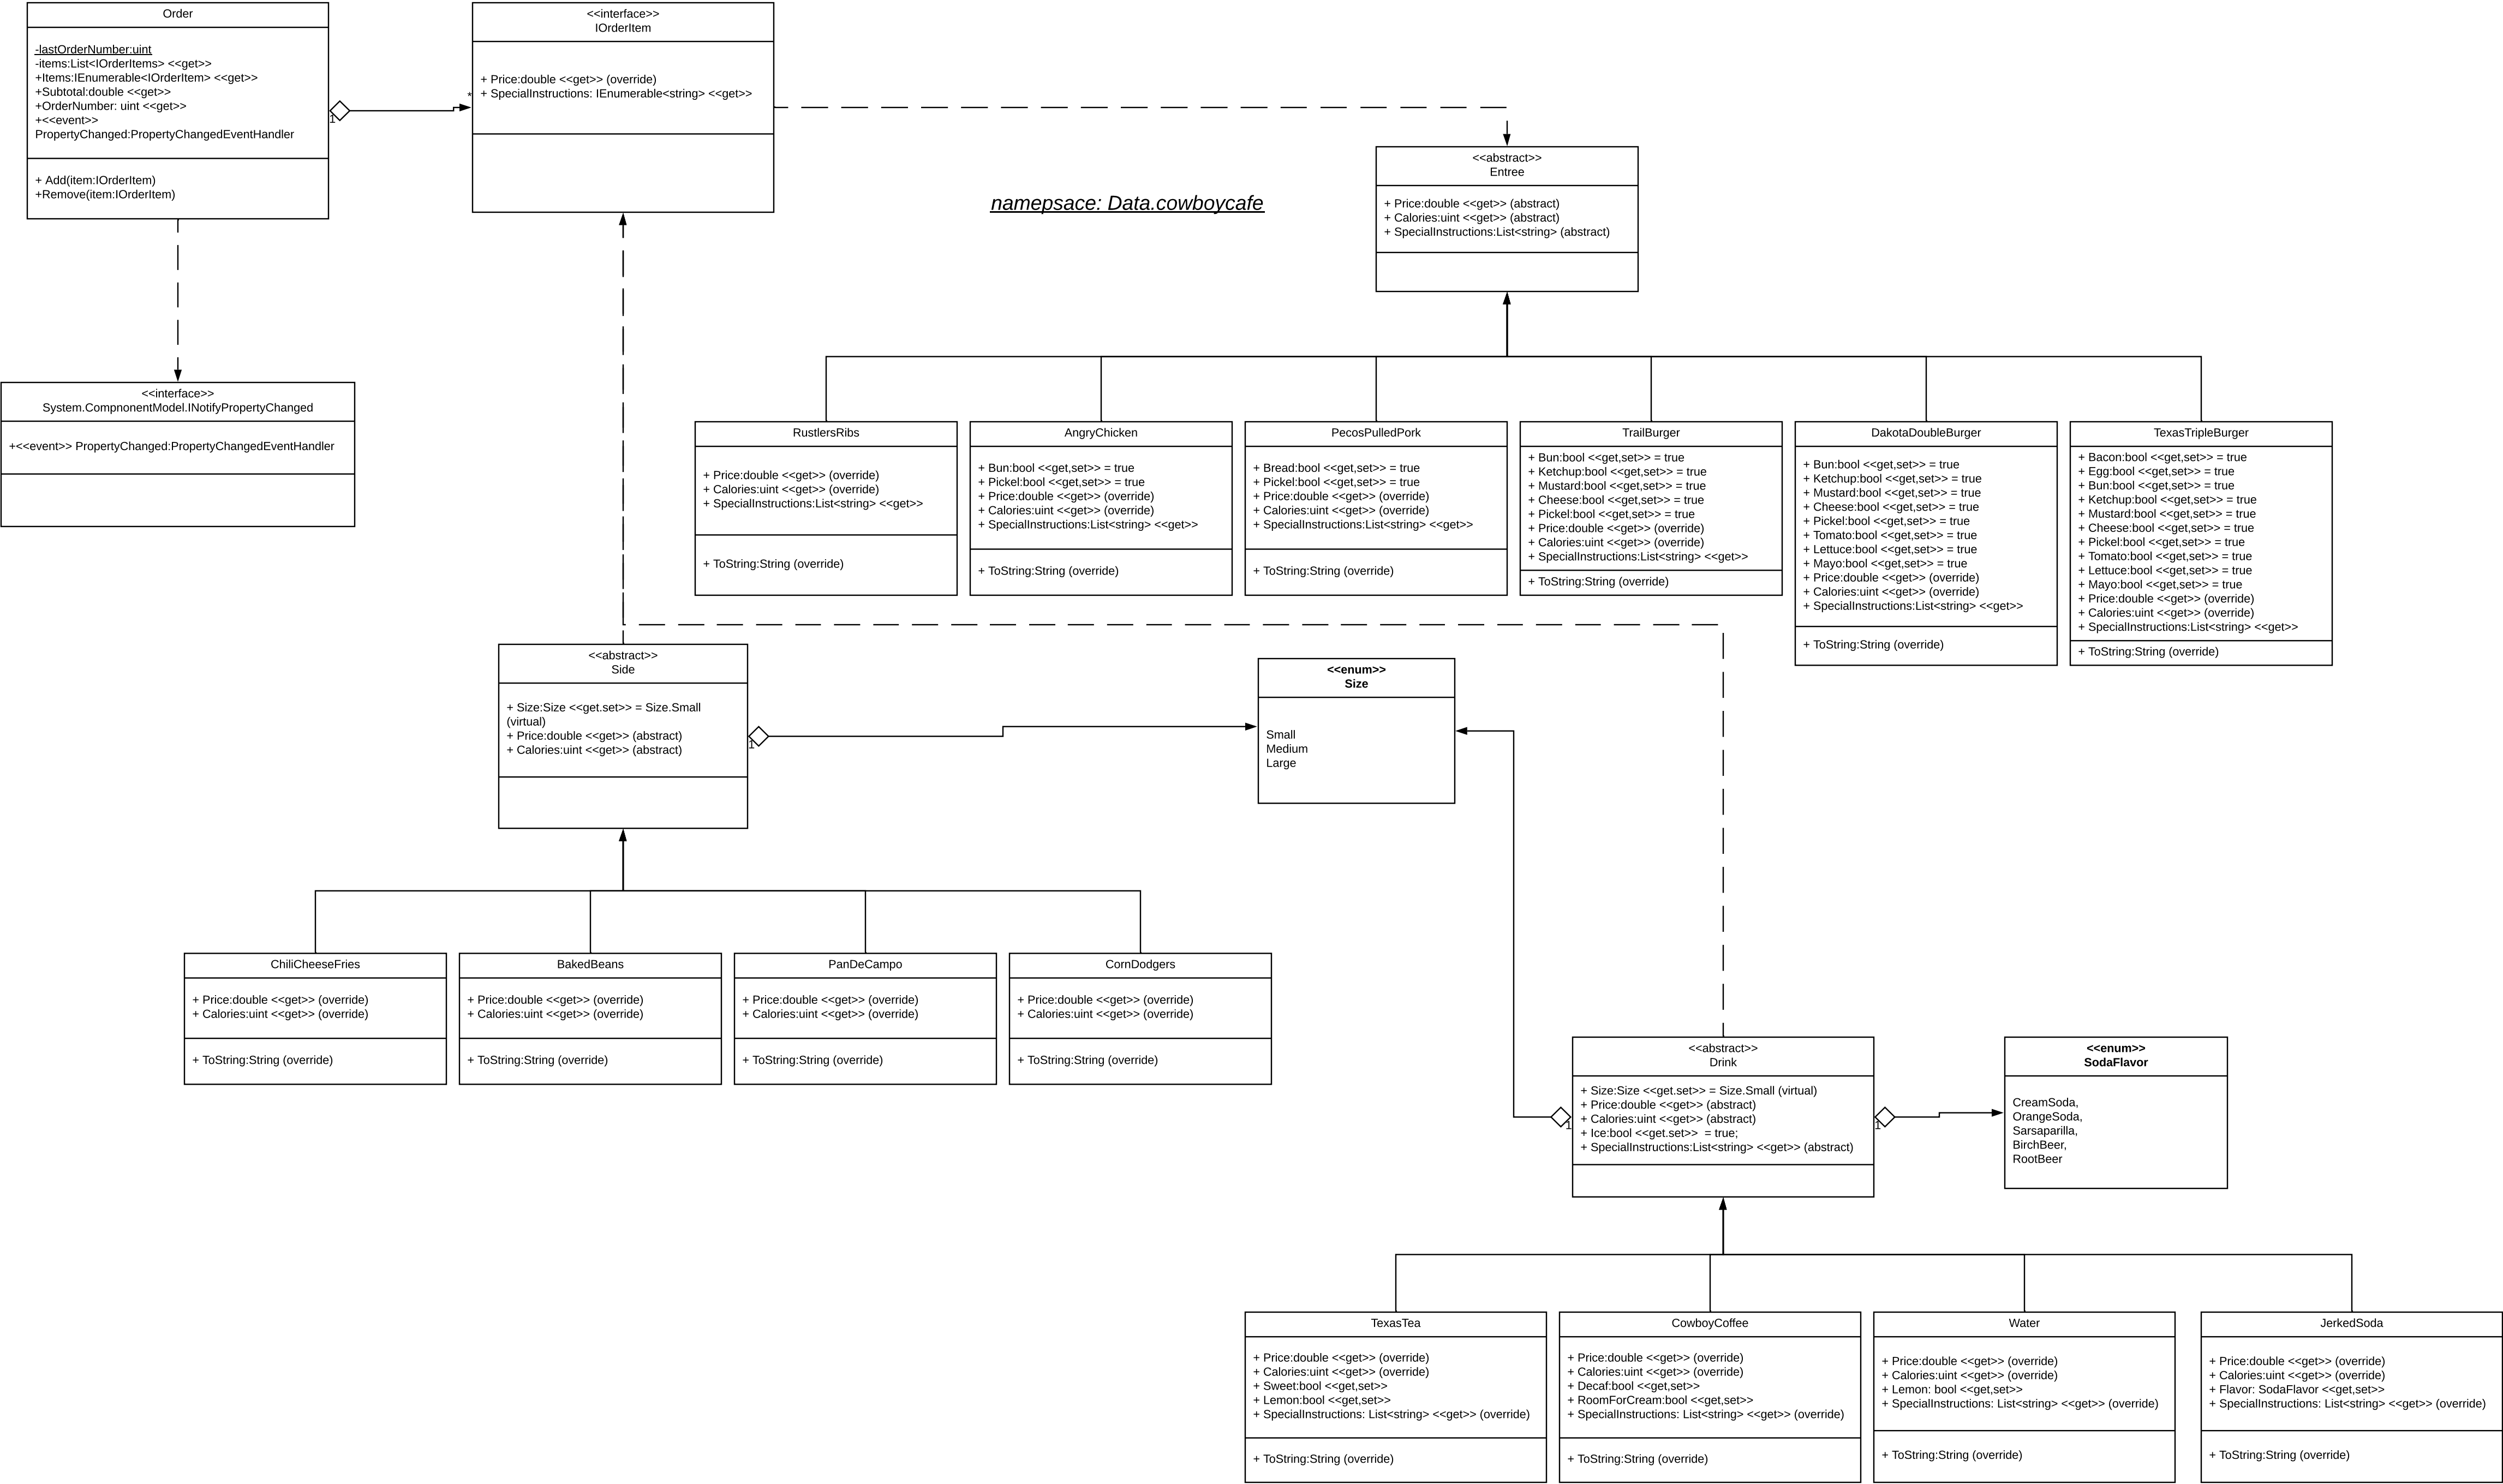 Order
-lastOrderNumber:uint
-items:List<IOrderItems> <<get>>
+Items:IEnumerable<IOrderItem> <<get>>
+Subtotal:double <<get>>
+OrderNumber: uint <<get>>
+<<event>>
PropertyChanged:PropertyChangedEventHandler
+ Add(item:IOrderItem)
+Remove(item:IOrderItem)
1
*
<<interface>>
IOrderItem
+ Price:double <<get>> (override)
+ SpecialInstructions: IEnumerable<string> <<get>>
namepsace: Data.cowboycafe
<<abstract>>
Entree
+ Price:double <<get>> (abstract)
+ Calories:uint <<get>> (abstract)
+ SpecialInstructions:List<string> (abstract)
<<interface>>
System.CompnonentModel.INotifyPropertyChanged
+<<event>> PropertyChanged:PropertyChangedEventHandler
RustlersRibs
+ Price:double <<get>> (override)
+ Calories:uint <<get>> (override)
+ SpecialInstructions:List<string> <<get>>
+ ToString:String (override)
AngryChicken
+ Bun:bool <<get,set>> = true
+ Pickel:bool <<get,set>> = true
+ Price:double <<get>> (override)
+ Calories:uint <<get>> (override)
+ SpecialInstructions:List<string> <<get>>
+ ToString:String (override)
PecosPulledPork
+ Bread:bool <<get,set>> = true
+ Pickel:bool <<get,set>> = true
+ Price:double <<get>> (override)
+ Calories:uint <<get>> (override)
+ SpecialInstructions:List<string> <<get>>
+ ToString:String (override)
TrailBurger
+ Bun:bool <<get,set>> = true
+ Ketchup:bool <<get,set>> = true
+ Mustard:bool <<get,set>> = true
+ Cheese:bool <<get,set>> = true
+ Pickel:bool <<get,set>> = true
+ Price:double <<get>> (override)
+ Calories:uint <<get>> (override)
+ SpecialInstructions:List<string> <<get>>
+ ToString:String (override)
DakotaDoubleBurger
+ Bun:bool <<get,set>> = true
+ Ketchup:bool <<get,set>> = true
+ Mustard:bool <<get,set>> = true
+ Cheese:bool <<get,set>> = true
+ Pickel:bool <<get,set>> = true
+ Tomato:bool <<get,set>> = true
+ Lettuce:bool <<get,set>> = true
+ Mayo:bool <<get,set>> = true
+ Price:double <<get>> (override)
+ Calories:uint <<get>> (override)
+ SpecialInstructions:List<string> <<get>>
+ ToString:String (override)
TexasTripleBurger
+ Bacon:bool <<get,set>> = true
+ Egg:bool <<get,set>> = true
+ Bun:bool <<get,set>> = true
+ Ketchup:bool <<get,set>> = true
+ Mustard:bool <<get,set>> = true
+ Cheese:bool <<get,set>> = true
+ Pickel:bool <<get,set>> = true
+ Tomato:bool <<get,set>> = true
+ Lettuce:bool <<get,set>> = true
+ Mayo:bool <<get,set>> = true
+ Price:double <<get>> (override)
+ Calories:uint <<get>> (override)
+ SpecialInstructions:List<string> <<get>>
+ ToString:String (override)
<<abstract>>
Side
+ Size:Size <<get.set>> = Size.Small
(virtual)
+ Price:double <<get>> (abstract)
+ Calories:uint <<get>> (abstract)
1
<<enum>>
Size
Small
Medium
Large
ChiliCheeseFries
+ Price:double <<get>> (override)
+ Calories:uint <<get>> (override)
+ ToString:String (override)
BakedBeans
+ Price:double <<get>> (override)
+ Calories:uint <<get>> (override)
+ ToString:String (override)
PanDeCampo
+ Price:double <<get>> (override)
+ Calories:uint <<get>> (override)
+ ToString:String (override)
CornDodgers
+ Price:double <<get>> (override)
+ Calories:uint <<get>> (override)
+ ToString:String (override)
<<abstract>>
Drink
+ Size:Size <<get.set>> = Size.Small (virtual)
+ Price:double <<get>> (abstract)
+ Calories:uint <<get>> (abstract)
+ Ice:bool <<get.set>>  = true;
+ SpecialInstructions:List<string> <<get>> (abstract)
1
1
<<enum>>
SodaFlavor
CreamSoda,
OrangeSoda,
Sarsaparilla,
BirchBeer,
RootBeer
TexasTea
+ Price:double <<get>> (override)
+ Calories:uint <<get>> (override)
+ Sweet:bool <<get,set>>
+ Lemon:bool <<get,set>>
+ SpecialInstructions: List<string> <<get>> (override)
+ ToString:String (override)
CowboyCoffee
+ Price:double <<get>> (override)
+ Calories:uint <<get>> (override)
+ Decaf:bool <<get,set>>
+ RoomForCream:bool <<get,set>>
+ SpecialInstructions: List<string> <<get>> (override)
+ ToString:String (override)
Water
+ Price:double <<get>> (override)
+ Calories:uint <<get>> (override)
+ Lemon: bool <<get,set>>
+ SpecialInstructions: List<string> <<get>> (override)
+ ToString:String (override)
JerkedSoda
+ Price:double <<get>> (override)
+ Calories:uint <<get>> (override)
+ Flavor: SodaFlavor <<get,set>>
+ SpecialInstructions: List<string> <<get>> (override)
+ ToString:String (override)